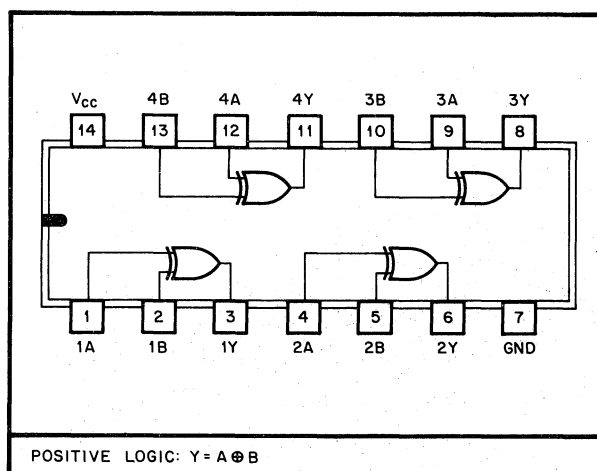 VCC 4B 4A 4Y 3B 3A 3Y
14 13 12 11 10 9 8
1 2 3 4 5 6 7
1A 1B 1Y 2A 2B 2Y GND
POSITIVE LOGIC: Y = A ⊕ B